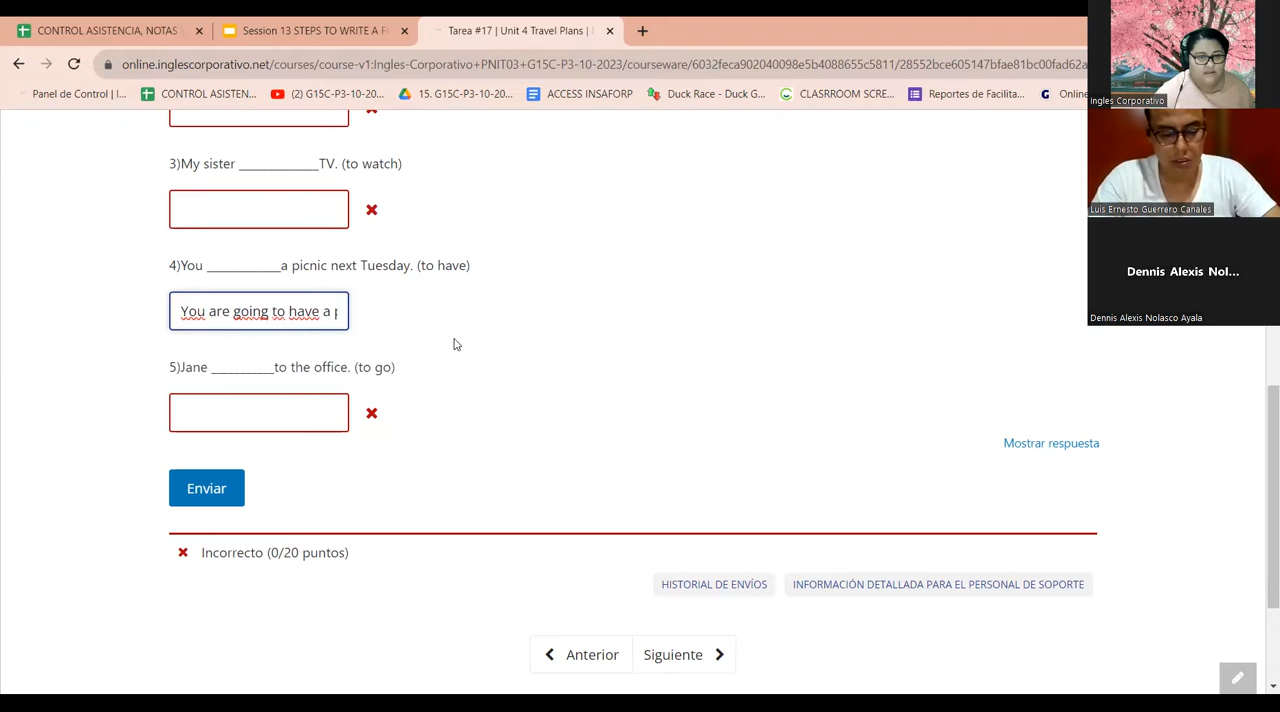 CONTROL ASISTENCIA, NOTAS
Session 13 STEPS TO WRITE A F
Tarea #17 | Unit 4 Travel Plans |
online.inglescorporativo.net/courses/course-v1:Ingles-Corporativo+PNIT03+G15C-P3-10-2023/courseware/6032feca902040098e5b4088655c5811/28552bce605147bfae81bc00fad62a
Panel de Control | I...
CONTROL ASISTEN...
(2) G15C-P3-10-20...
15. G15C-P3-10-20...
ACCESS INSAFORP
Duck Race - Duck G...
CLASRROOM SCRE...
Reportes de Facilita...
Online
Ingles Corporativo
Luis Ernesto Guerrero Canales
Dennis Alexis Nol...
Dennis Alexis Nolasco Ayala
3)My sister ____________TV. (to watch)
4)You ___________a picnic next Tuesday. (to have)
You are going to have a p
5)Jane _________to the office. (to go)
Mostrar respuesta
Enviar
Incorrecto (0/20 puntos)
HISTORIAL DE ENVÍOS
INFORMACIÓN DETALLADA PARA EL PERSONAL DE SOPORTE
Anterior
Siguiente